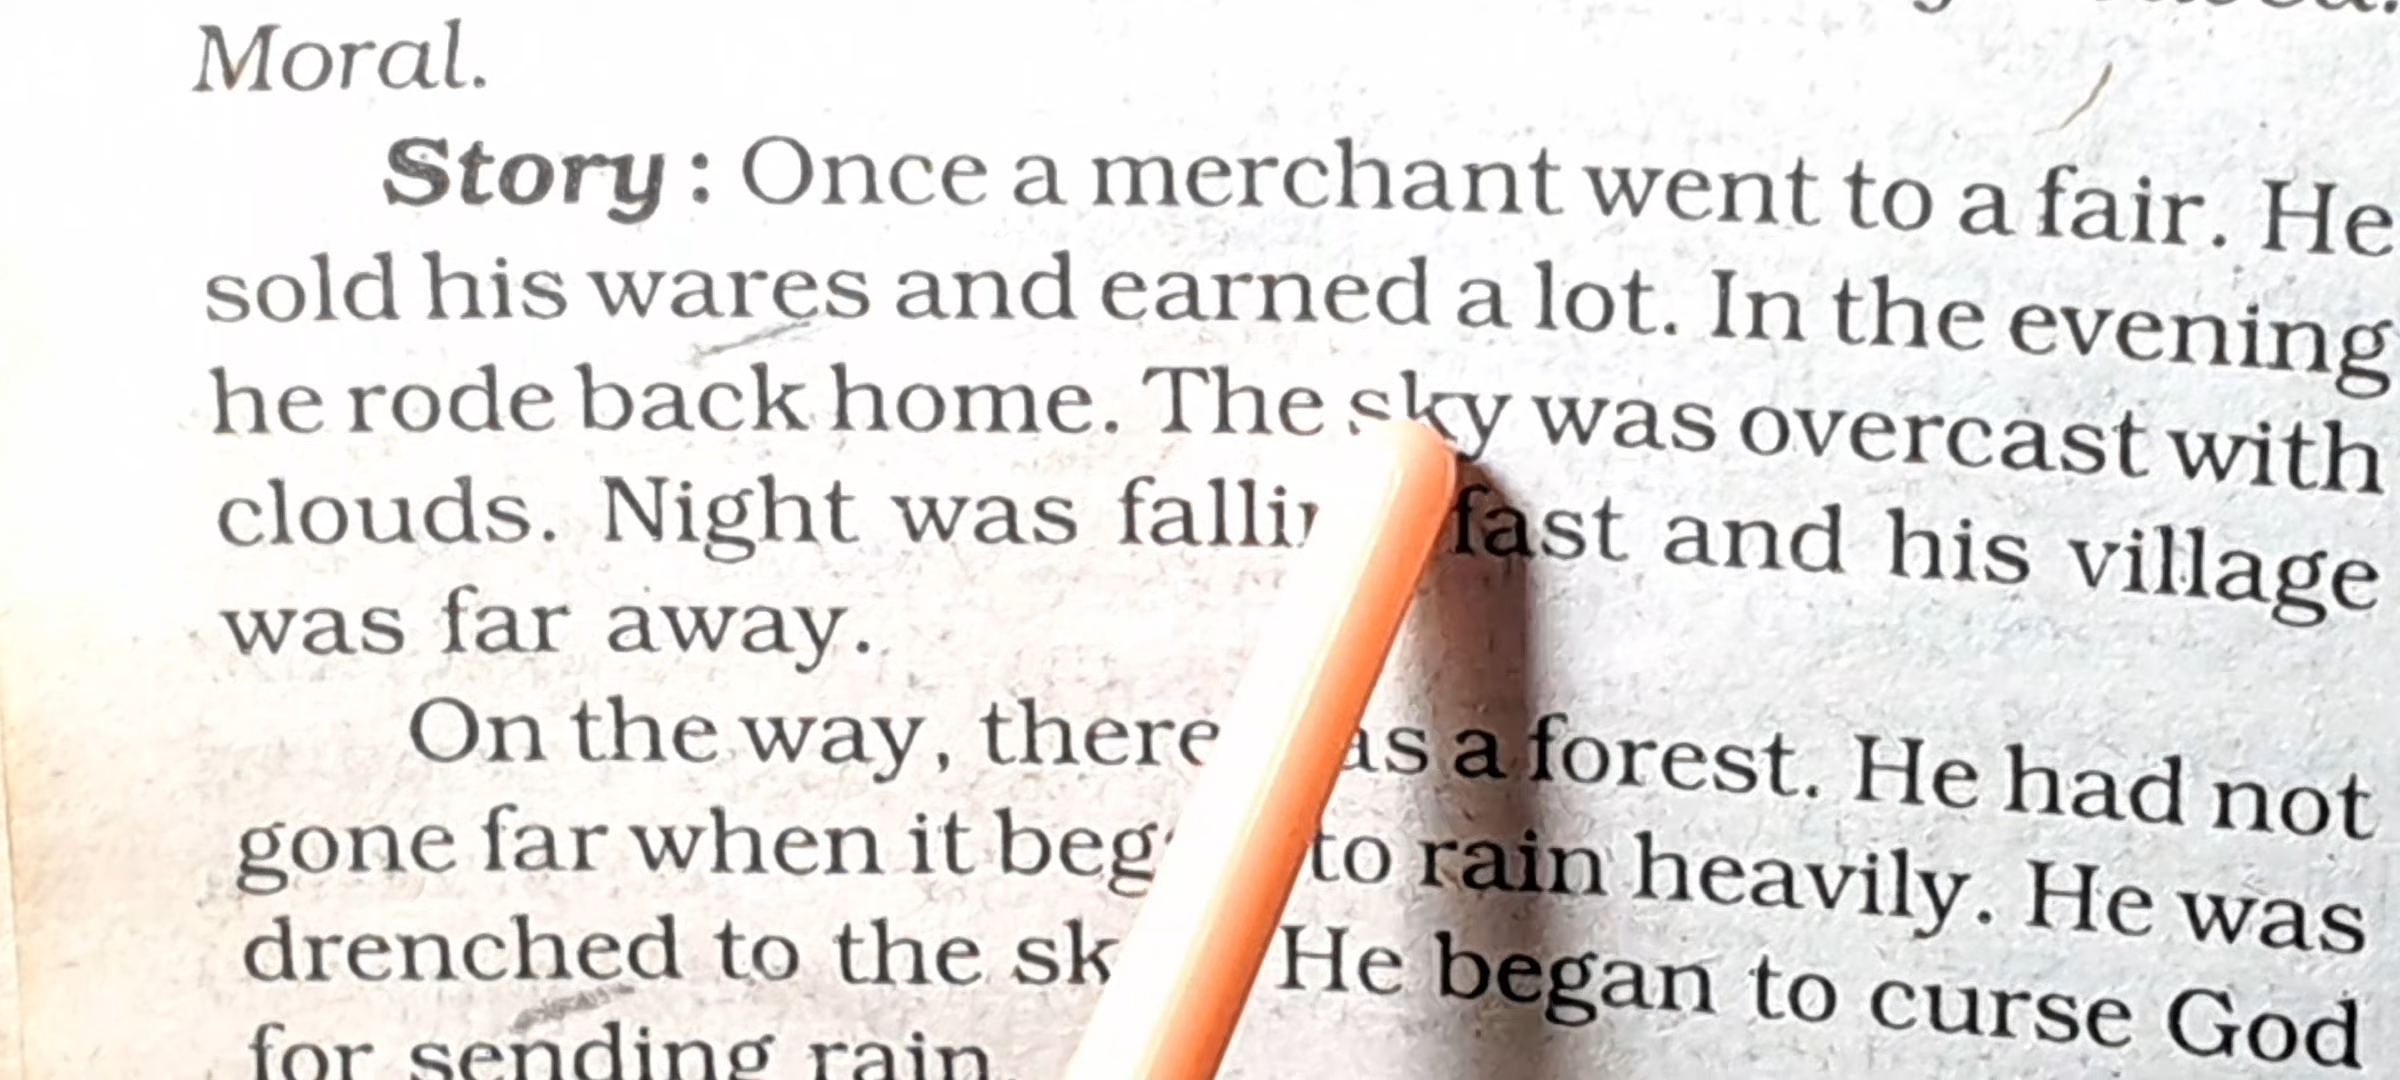 Moral.
Story : Once a merchant went to a fair. He
sold his wares and earned a lot. In the evening
he rode back home. The sky was overcast with
clouds. Night was fast and his village
was far away.
On the way, there a forest. He had not
gone far when it to rain heavily. He was
drenched to the He began to curse God
for sending rain.